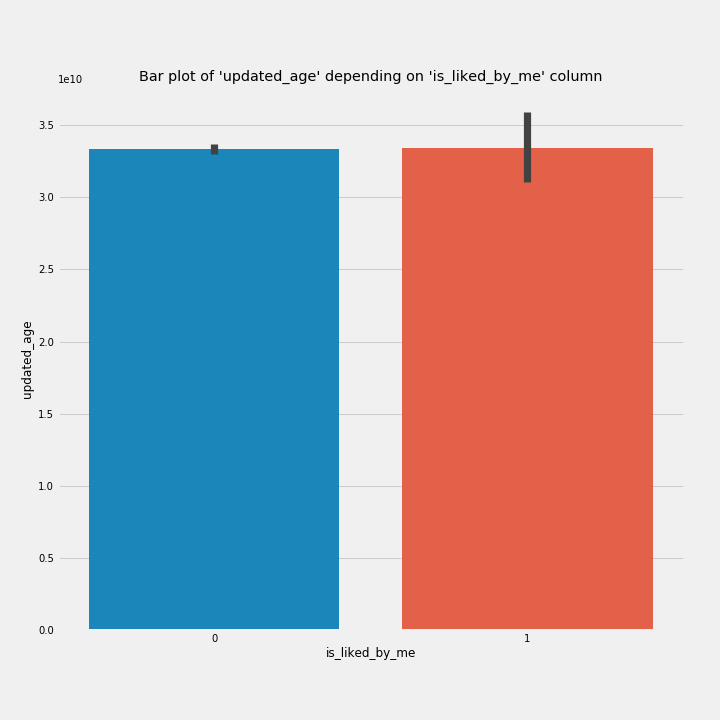 Bar plot of 'updated_age' depending on 'is_liked_by_me' column
1e10
3.5
3.0
2.5
2.0
1.5
1.0
0.5
0.0
updated_age
0 1
is_liked_by_me